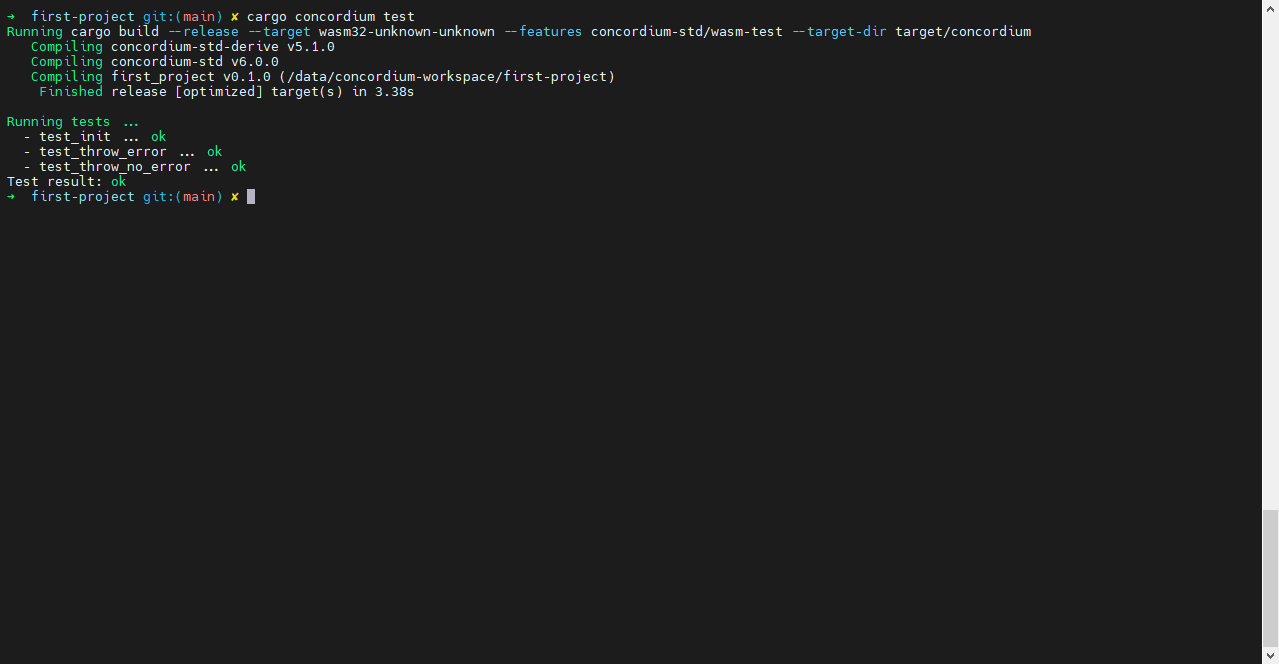 ➜  first-project git:(main) ✘ cargo concordium test
Running cargo build --release --target wasm32-unknown-unknown --features concordium-std/wasm-test --target-dir target/concordium
   Compiling concordium-std-derive v5.1.0
   Compiling concordium-std v6.0.0
   Compiling first_project v0.1.0 (/data/concordium-workspace/first-project)
    Finished release [optimized] target(s) in 3.38s

Running tests ...
  - test_init ... ok
  - test_throw_error ... ok
  - test_throw_no_error ... ok
Test result: ok
➜  first-project git:(main) ✘